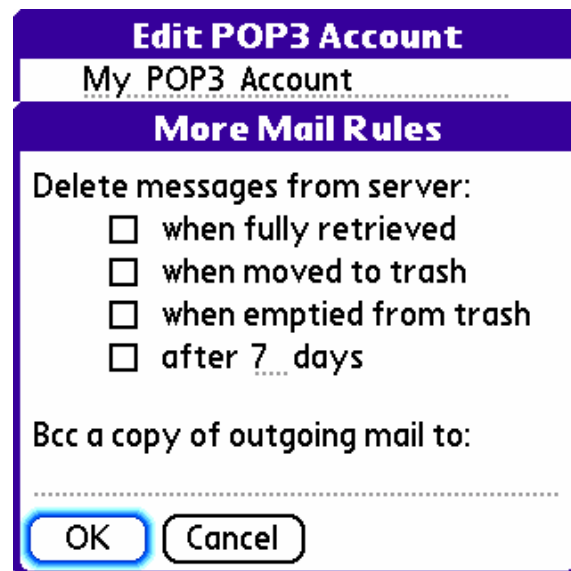 Edit POP3 Account
My POP3 Account
More Mail Rules
Delete messages from server:
when fully retrieved
when moved to trash
when emptied from trash
after 7 days
Bcc a copy of outgoing mail to:
OK Cancel